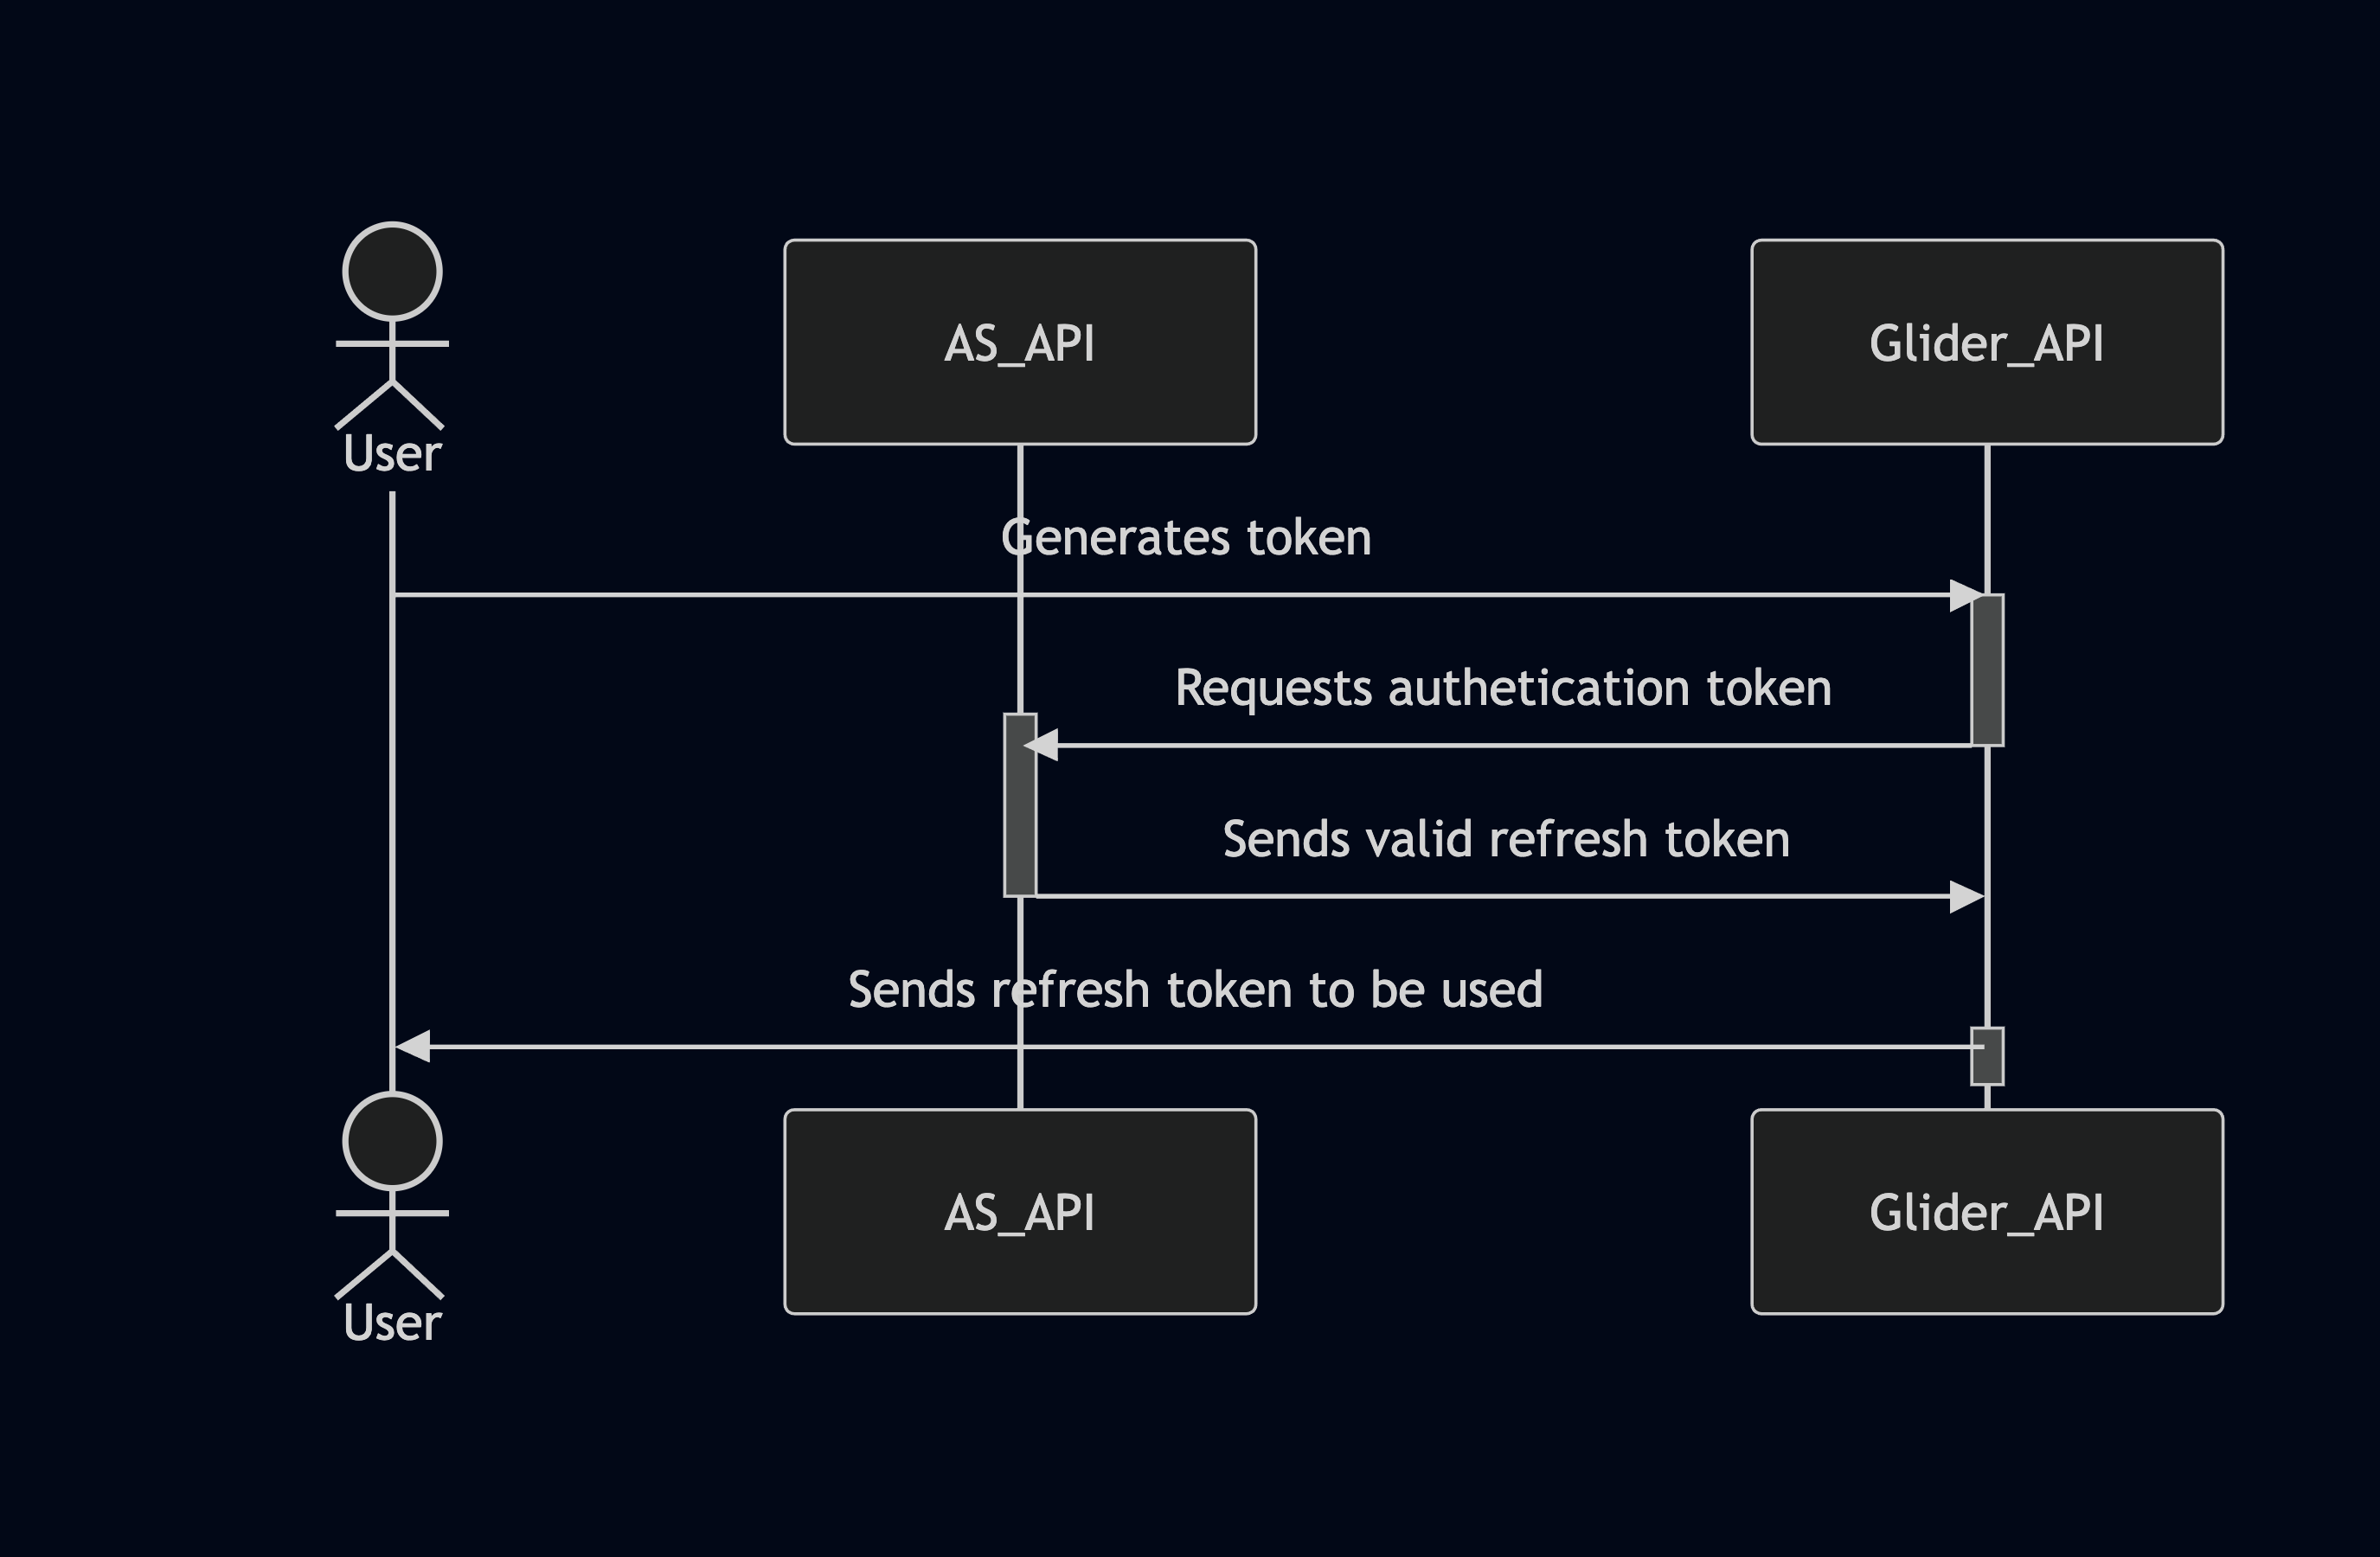 AS_API
Glider_API
User
Generates token
Requests authetication token
Sends valid refresh token
Sends refresh token to be used
AS_API
Glider_API
User